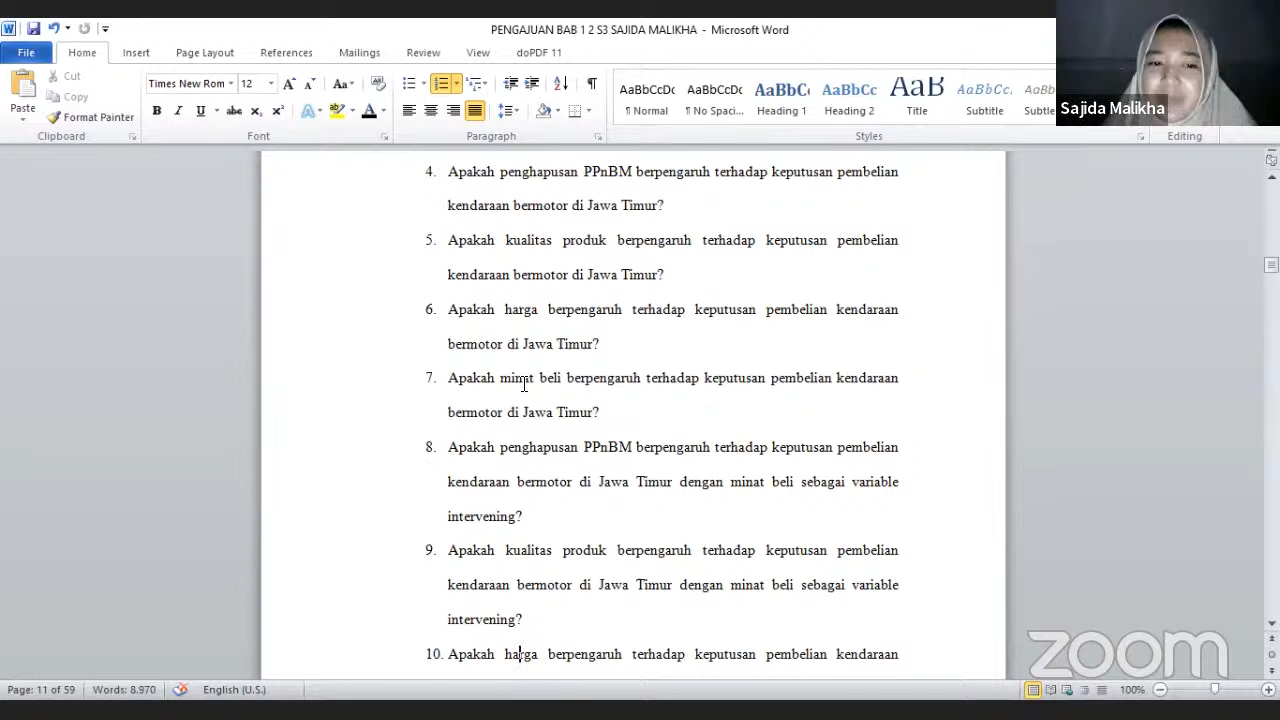 PENGAJUAN BAB 1 2 S3 SAJIDA MALIKHA - Microsoft Word
File Home Insert Page Layout References Mailings Review View doPDF 11
Cut
Copy
Format Painter
Paste
Clipboard
Times New Rom 12
Font
Paragraph
AaBbCcDc AaBbCcDc AaBbC AaBbCc AaB AaBbCc. AaBbC
¶ Normal ¶ No Spaci... Heading 1 Heading 2 Title Subtitle Subtle
Styles
Editing
Sajida Malikha
4. Apakah penghapusan PPnBM berpengaruh terhadap keputusan pembelian
kendaraan bermotor di Jawa Timur?
5. Apakah kualitas produk berpengaruh terhadap keputusan pembelian
kendaraan bermotor di Jawa Timur?
6. Apakah harga berpengaruh terhadap keputusan pembelian kendaraan
bermotor di Jawa Timur?
7. Apakah minat beli berpengaruh terhadap keputusan pembelian kendaraan
bermotor di Jawa Timur?
8. Apakah penghapusan PPnBM berpengaruh terhadap keputusan pembelian
kendaraan bermotor di Jawa Timur dengan minat beli sebagai variable
intervening?
9. Apakah kualitas produk berpengaruh terhadap keputusan pembelian
kendaraan bermotor di Jawa Timur dengan minat beli sebagai variable
intervening?
10. Apakah harga berpengaruh terhadap keputusan pembelian kendaraan
zoom
Page: 11 of 59 Words: 8.970 English (U.S.) 100%